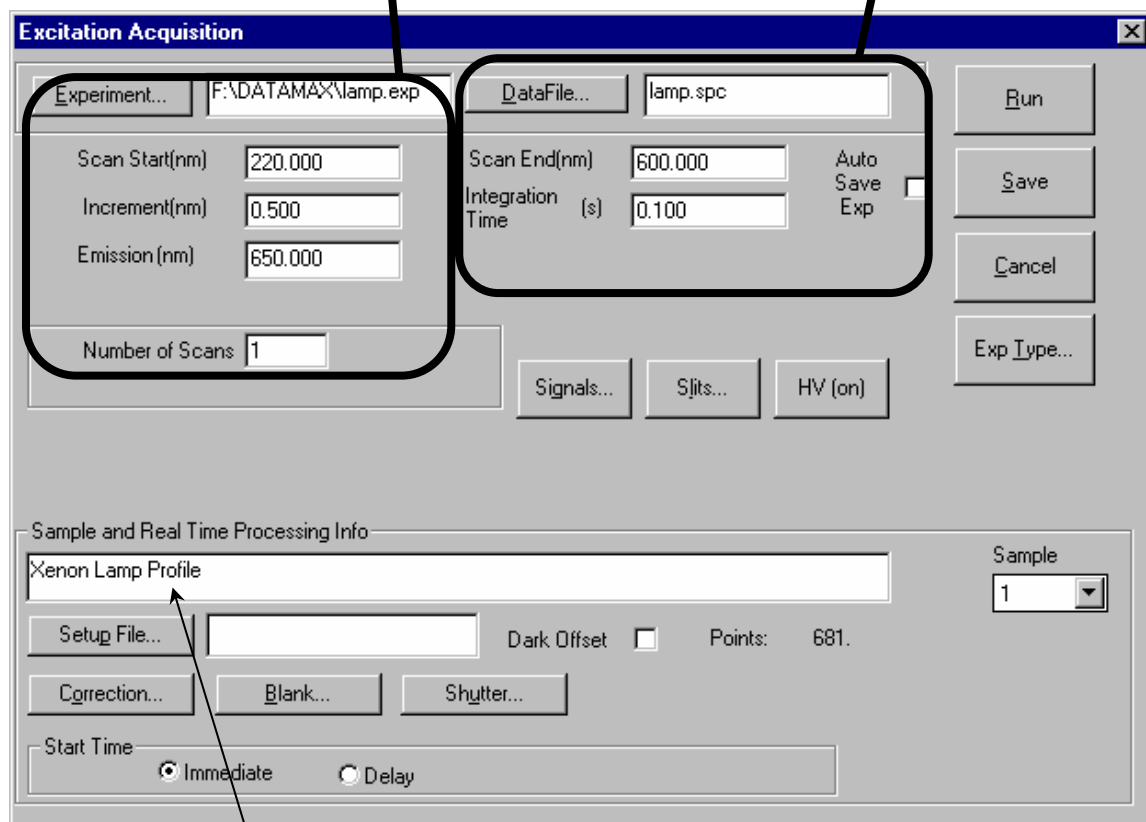 Excitation Acquisition
Experiment... F:\DATAMAX\lamp.exp DataFile... lamp.spc Run
Scan Start(nm) 220.000 Scan End(nm) 600.000 Auto Save Exp Save
Increment(nm) 0.500 Integration Time (s) 0.100
Emission (nm) 650.000 Cancel
Number of Scans 1 Exp Type...
Signals... Slits... HV (on)
Sample and Real Time Processing Info
Xenon Lamp Profile Sample
1
Setup File... Dark Offset Points: 681.
Correction... Blank... Shutter...
Start Time
Immediate Delay